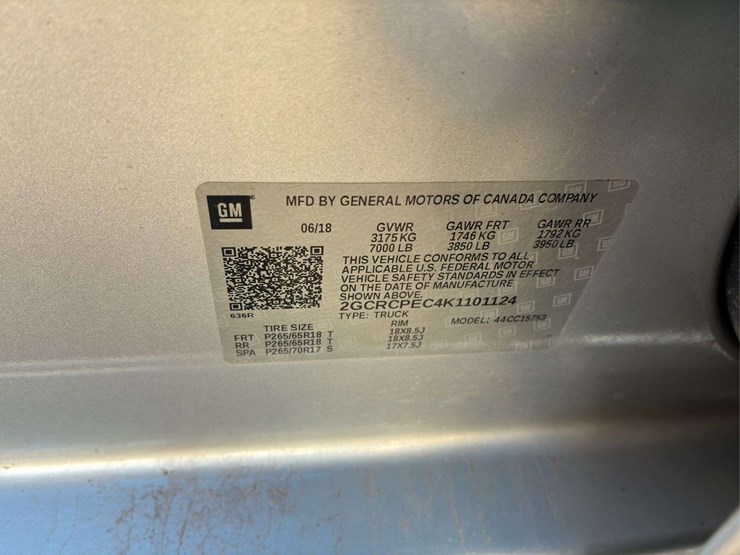 GM
MFD BY GENERAL MOTORS OF CANADA COMPANY
06/18 GVWR GAWR FRT GAWR RR
3175 KG 1746 KG 1792 KG
7000 LB 3850 LB 3950 LB
THIS VEHICLE CONFORMS TO ALL
APPLICABLE U.S. FEDERAL MOTOR
VEHICLE SAFETY STANDARDS IN EFFECT
ON THE DATE OF MANUFACTURE
SHOWN ABOVE.
2GCRCPEC4K1101124
TYPE: TRUCK MODEL: 44CC15753
636R
TIRE SIZE RIM
FRT P265/65R18 T 18X8.5J
RR P265/65R18 T 18X8.5J
SPA P265/70R17 S 17X7.5J